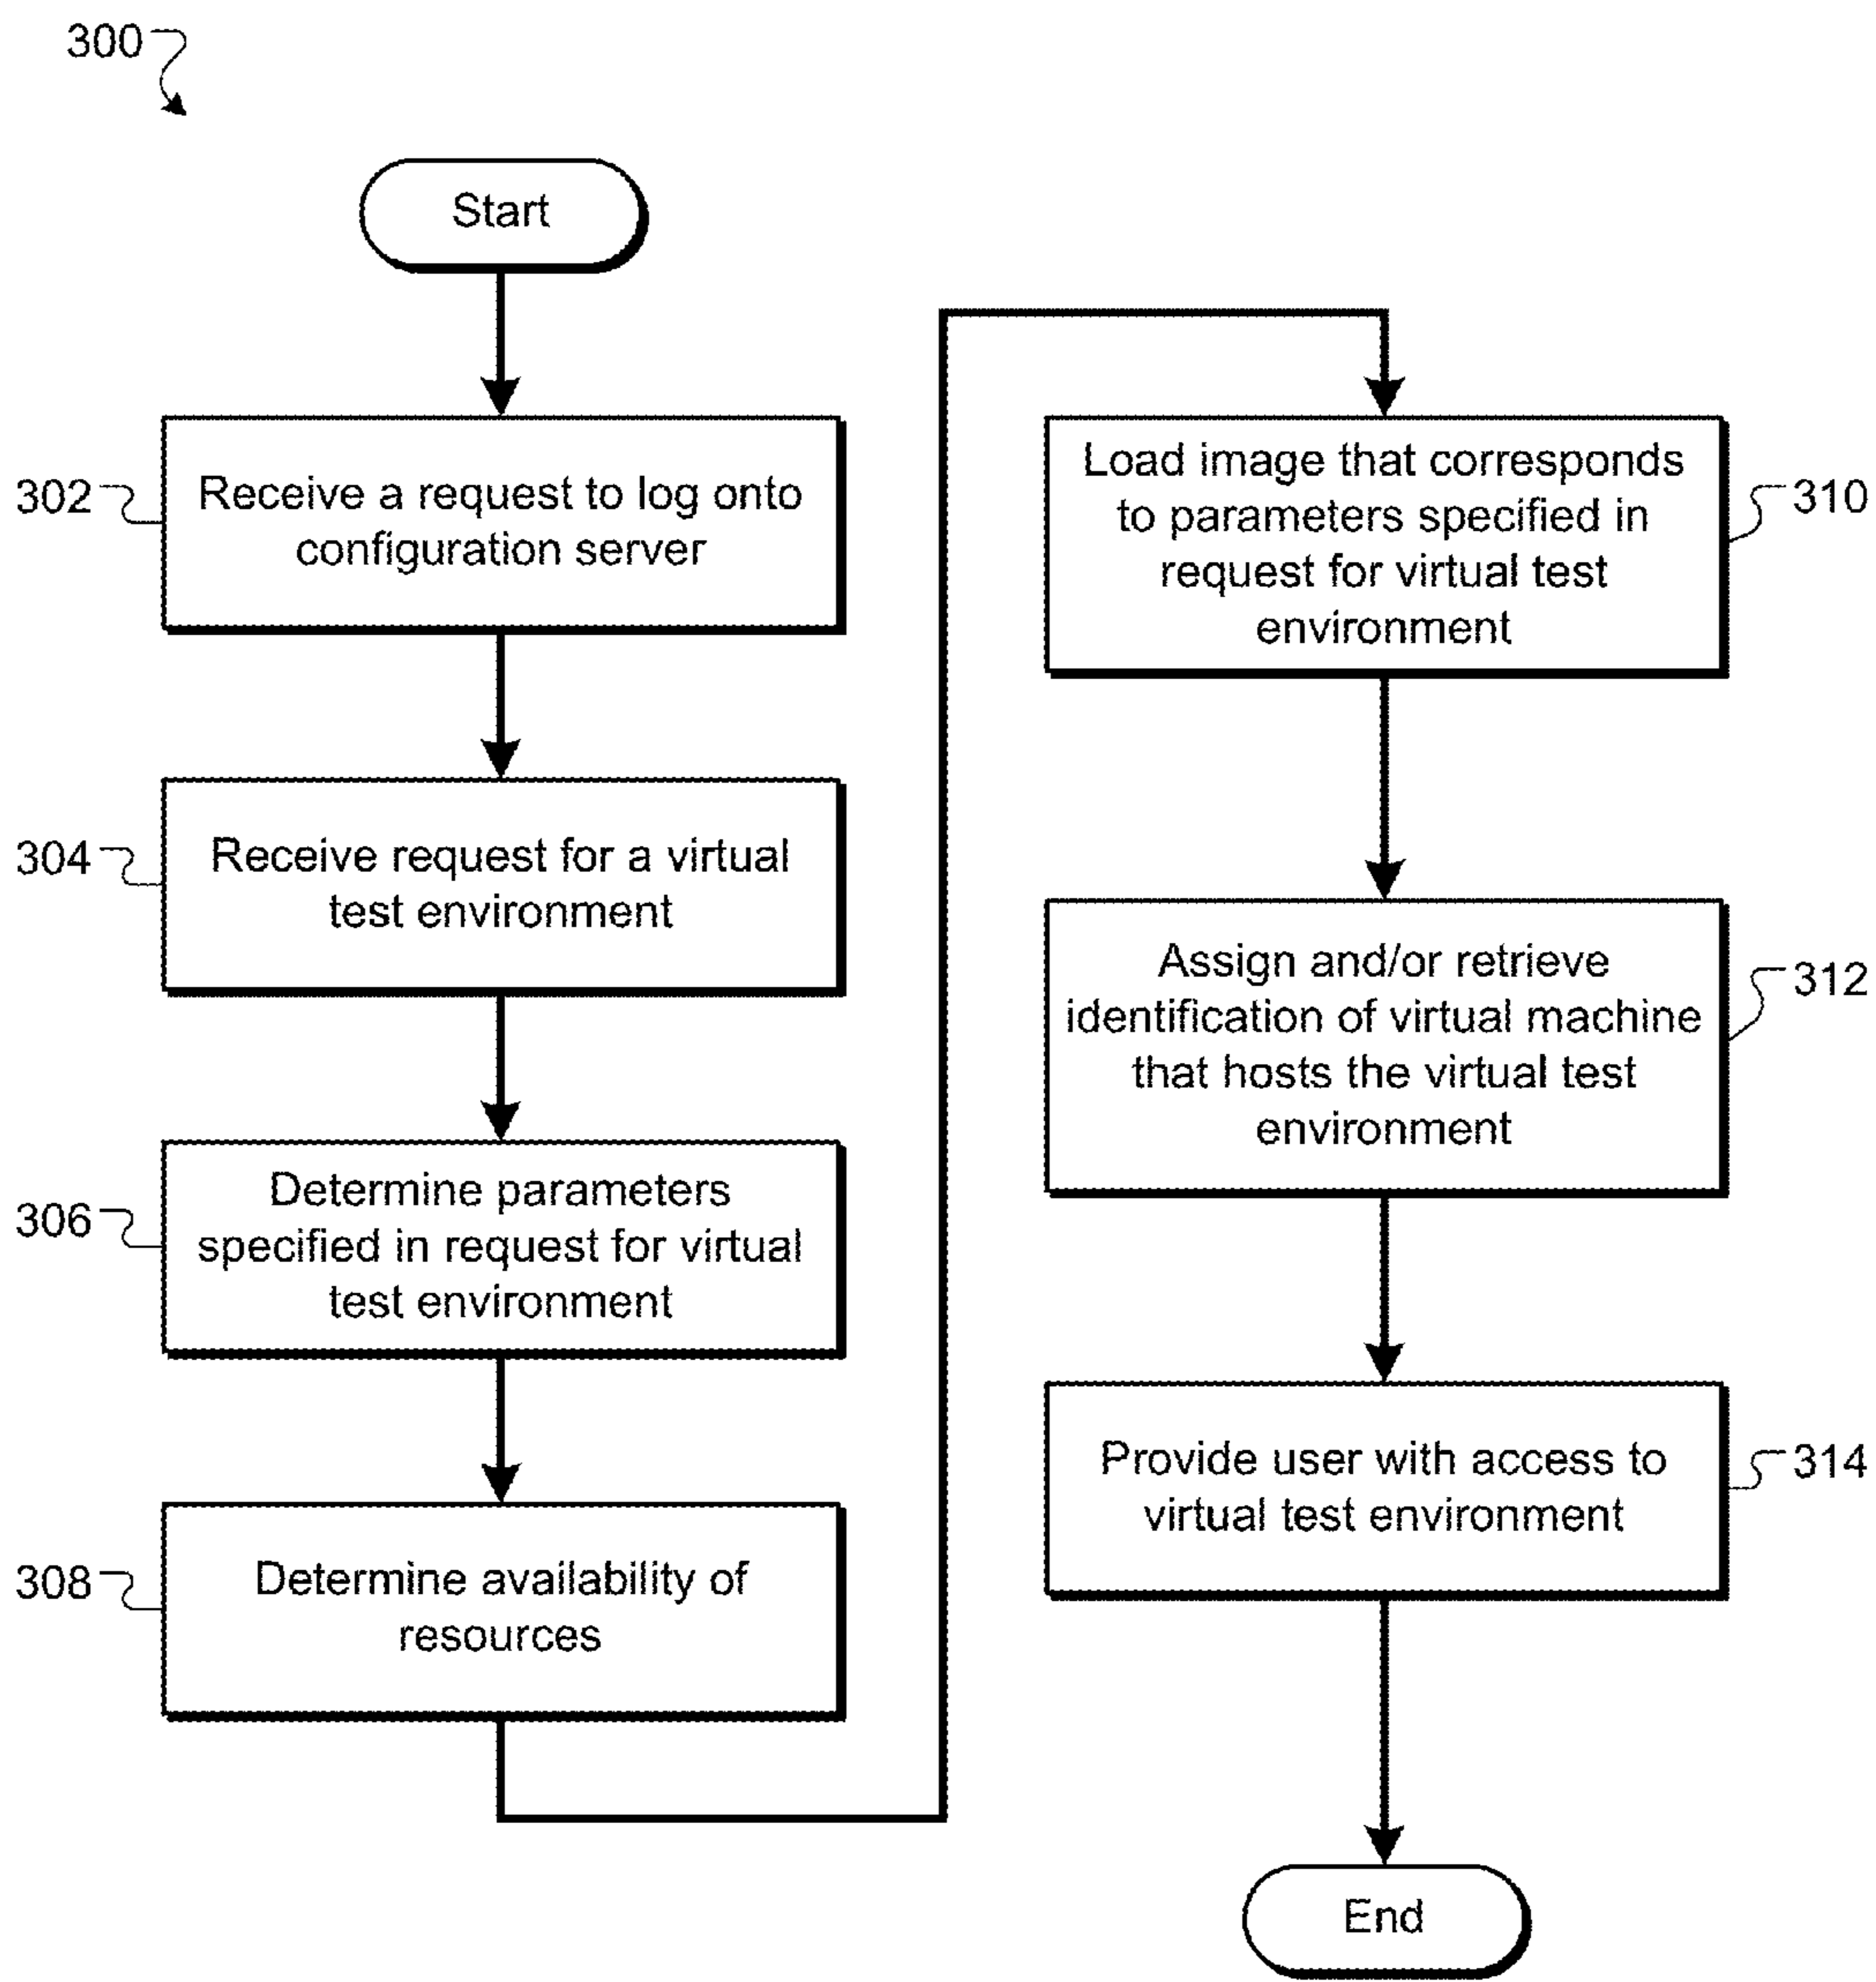 300
Start
302
Receive a request to log onto
configuration server
304
Receive request for a virtual
test environment
306
Determine parameters
specified in request for virtual
test environment
308
Determine availability of
resources
Load image that corresponds
to parameters specified in
request for virtual test
environment
310
Assign and/or retrieve
identification of virtual machine
that hosts the virtual test
environment
312
Provide user with access to
virtual test environment
314
End